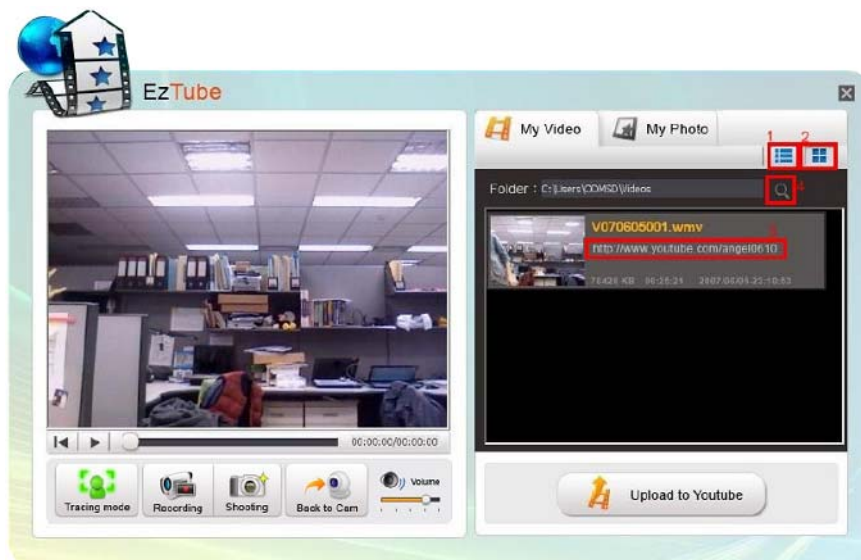 EzTube
My Video
My Photo
1 2
Folder : C:\Users\OOMSD\Videos
4
V070605001.wmv
3
http://www.youtube.com/angel0610
00:00:00/00:00:00
Tracing mode
Recording
Shooting
Back to Cam
Volume
Upload to Youtube